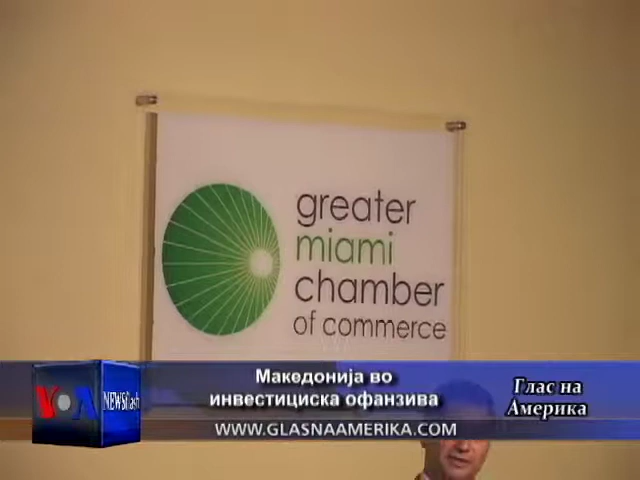 greater
miami
chamber
of commerce
VOA
NEWSflash
Македонија во
инвестициска офанзива
WWW.GLASNAAMERIKA.COM
Глас на
Америка